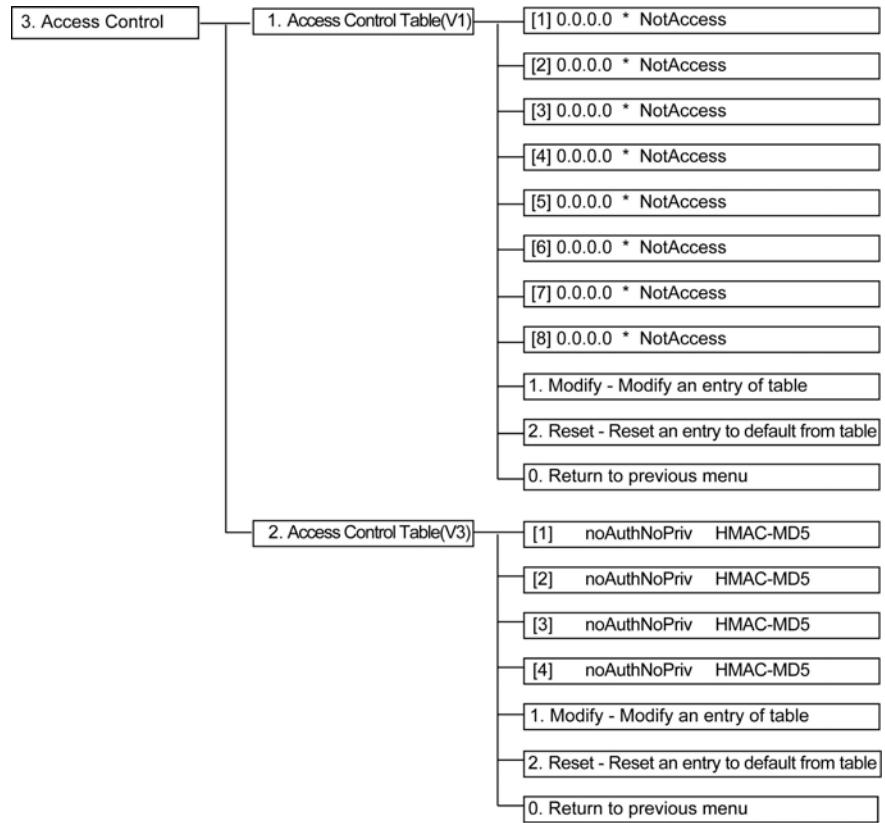 3. Access Control
1. Access Control Table(V1)
[1] 0.0.0.0 * NotAccess
[2] 0.0.0.0 * NotAccess
[3] 0.0.0.0 * NotAccess
[4] 0.0.0.0 * NotAccess
[5] 0.0.0.0 * NotAccess
[6] 0.0.0.0 * NotAccess
[7] 0.0.0.0 * NotAccess
[8] 0.0.0.0 * NotAccess
1. Modify - Modify an entry of table
2. Reset - Reset an entry to default from table
0. Return to previous menu
2. Access Control Table(V3)
[1] noAuthNoPriv HMAC-MD5
[2] noAuthNoPriv HMAC-MD5
[3] noAuthNoPriv HMAC-MD5
[4] noAuthNoPriv HMAC-MD5
1. Modify - Modify an entry of table
2. Reset - Reset an entry to default from table
0. Return to previous menu